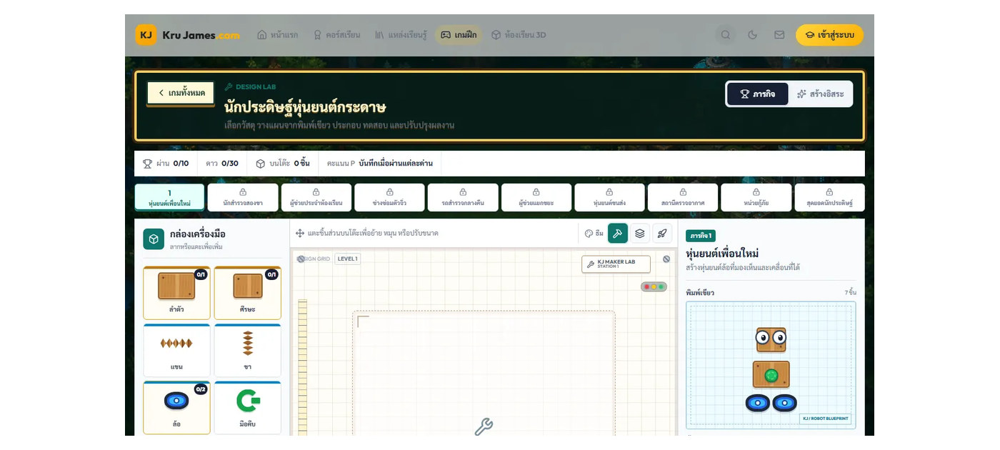 KJ Kru James.com หน้าแรก คอร์สเรียน แหล่งเรียนรู้ เกมฝึก ห้องเรียน 3D เข้าสู่ระบบ
เกมทั้งหมด
DESIGN LAB
นักประดิษฐ์หุ่นยนต์กระดาษ
เลือกวัสดุ วางแผนจากพิมพ์เขียว ประกอบ ทดสอบ และปรับปรุงผลงาน
ภารกิจ สร้างอิสระ
ผ่าน 0/10 ดาว 0/30 บนโต๊ะ 0 ชิ้น คะแนน P บันทึกเมื่อผ่านแต่ละด่าน
1
หุ่นยนต์เพื่อนใหม่ นักสำรวจสองขา ผู้ช่วยประจำห้องเรียน ช่างซ่อมตัวจิ๋ว รถสำรวจกลางคืน ผู้ช่วยแยกขยะ หุ่นยนต์ขนส่ง สถานีตรวจอากาศ หน่วยกู้ภัย สุดยอดนักประดิษฐ์
กล่องเครื่องมือ
ลากหรือแตะเพื่อเพิ่ม
0/1 0/1
ลำตัว ศีรษะ
แขน ขา
0/2
ล้อ มือคีบ
แตะชิ้นส่วนบนโต๊ะเพื่อย้าย หมุน หรือปรับขนาด
ธีม
GRID LEVEL 1
KJ MAKER LAB
STATION 1
ภารกิจ 1
หุ่นยนต์เพื่อนใหม่
สร้างหุ่นยนต์ล้อที่มองเห็นและเคลื่อนที่ได้
พิมพ์เขียว 7 ชิ้น
KJ / ROBOT BLUEPRINT